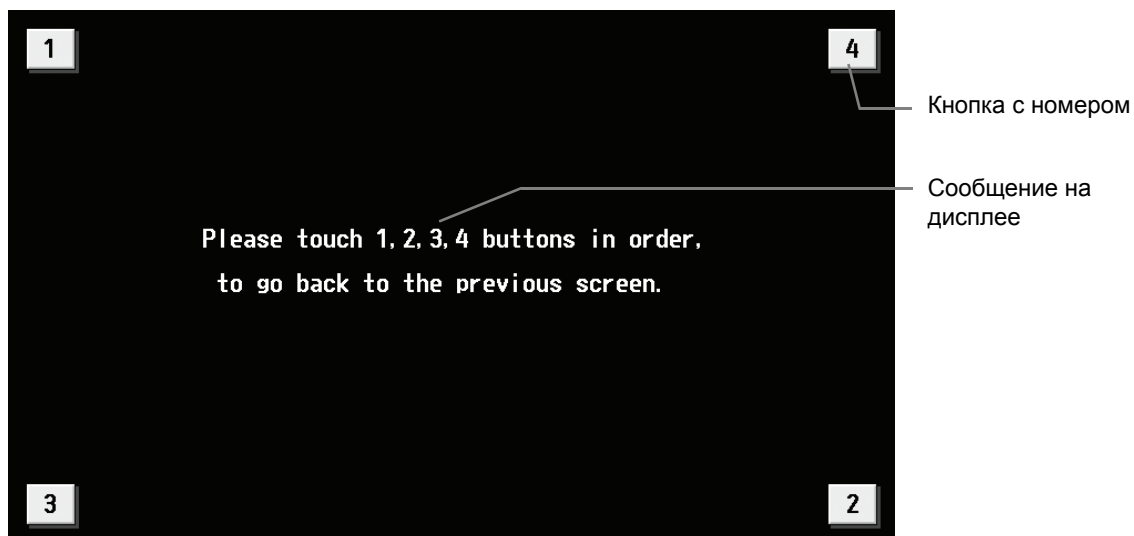 1
4
Кнопка с номером
Сообщение на
дисплее
Please touch 1,2,3,4 buttons in order,
to go back to the previous screen.
3
2